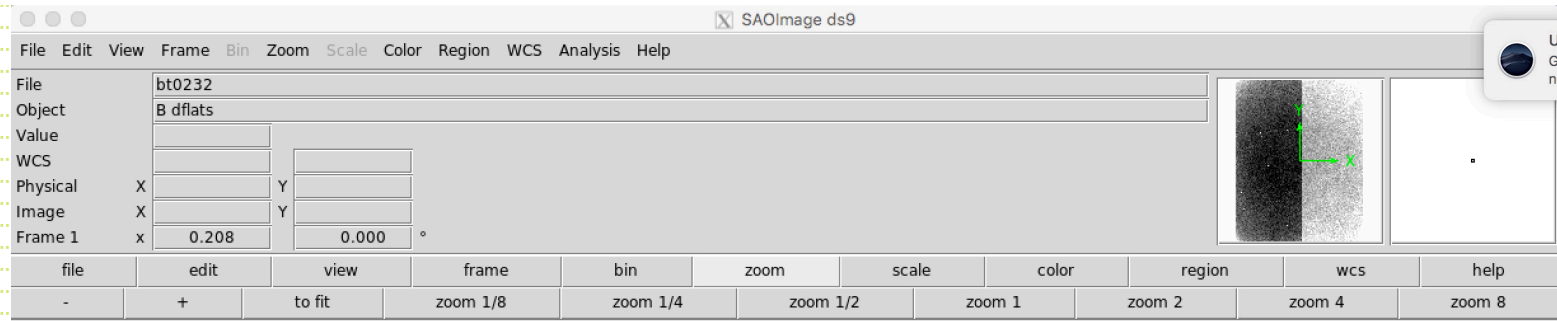 SAOImage ds9
File Edit View Frame Bin Zoom Scale Color Region WCS Analysis Help
U
G
n
File bt0232
Object B dflats
Value
WCS
Physical X Y
Image X Y
Frame 1 x 0.208 0.000 °
Y
X
file edit view frame bin zoom scale color region wcs help
- + to fit zoom 1/8 zoom 1/4 zoom 1/2 zoom 1 zoom 2 zoom 4 zoom 8